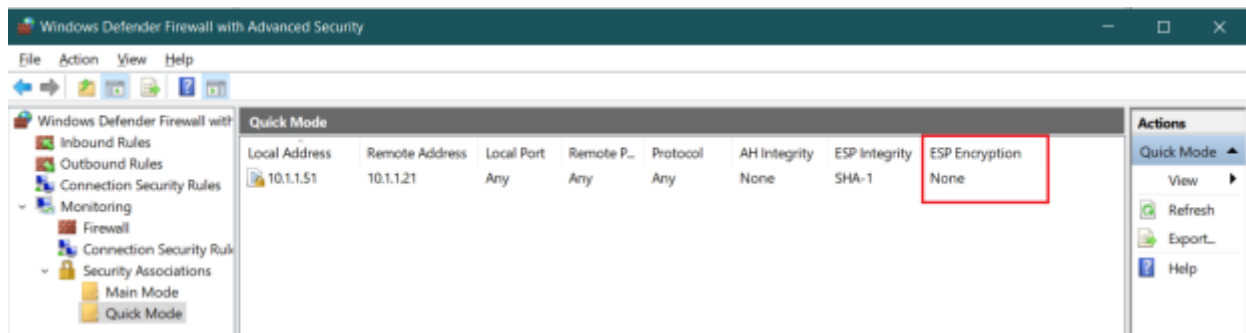 Windows Defender Firewall with Advanced Security
File Action View Help
Windows Defender Firewall with
Inbound Rules
Outbound Rules
Connection Security Rules
Monitoring
Firewall
Connection Security Rule
Security Associations
Main Mode
Quick Mode
Quick Mode
Local Address Remote Address Local Port Remote P... Protocol AH Integrity ESP Integrity ESP Encryption
10.1.1.51 10.1.1.21 Any Any Any None SHA-1 None
Actions
Quick Mode
View
Refresh
Export...
Help